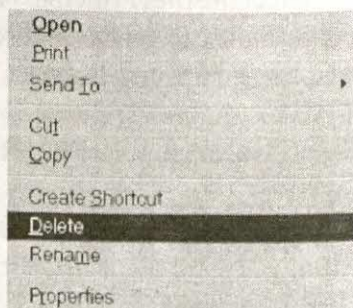 Open
Print
Send To
Cut
Copy
Create Shortcut
Delete
Rename
Properties